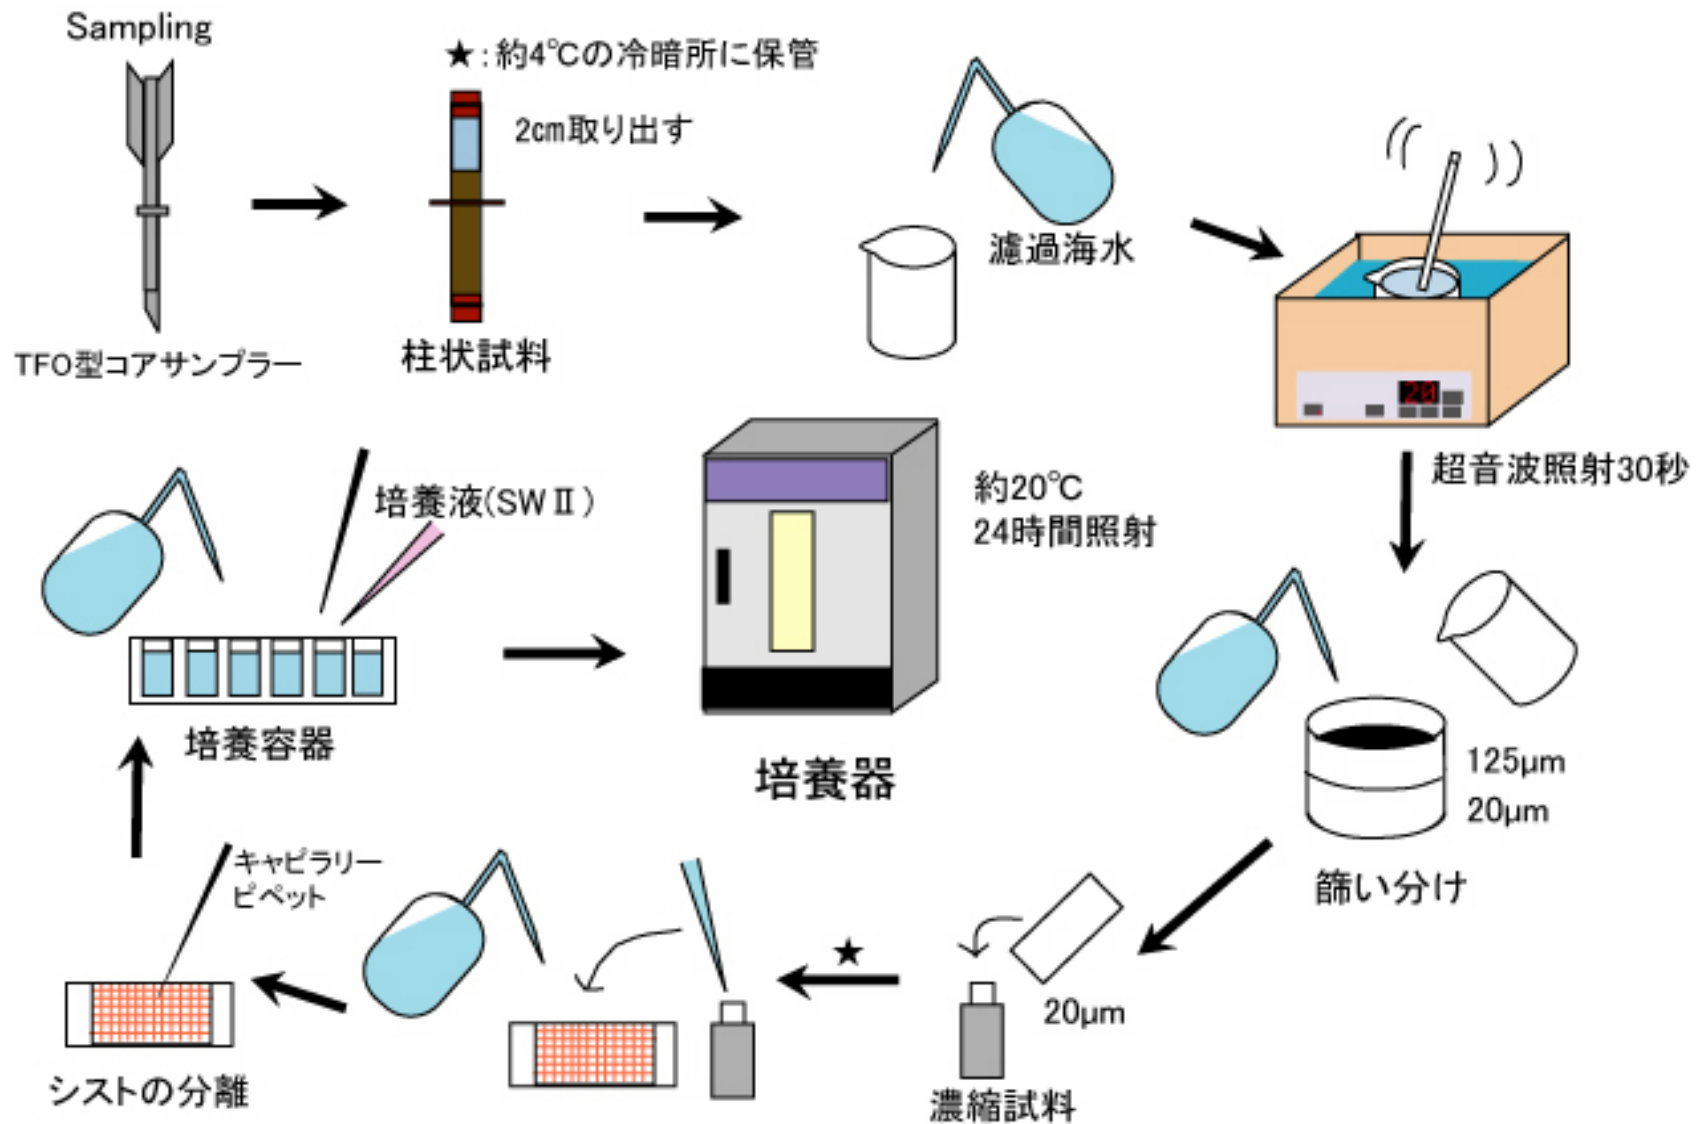 Sampling
TFO型コアサンプラー
★:約4℃の冷暗所に保管
2㎝取り出す
柱状試料
濾過海水
20
超音波照射30秒
125μm
20μm
篩い分け
20μm
濃縮試料
★
キャピラリー
ピペット
シストの分離
培養液(SWⅡ)
培養容器
約20℃
24時間照射
培養器